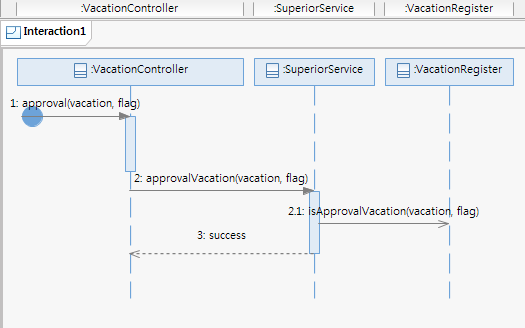 :VacationController :SuperiorService :VacationRegister
Interaction1
:VacationController :SuperiorService :VacationRegister
1: approval(vacation, flag)
2: approvalVacation(vacation, flag)
2.1: isApprovalVacation(vacation, flag)
3: success